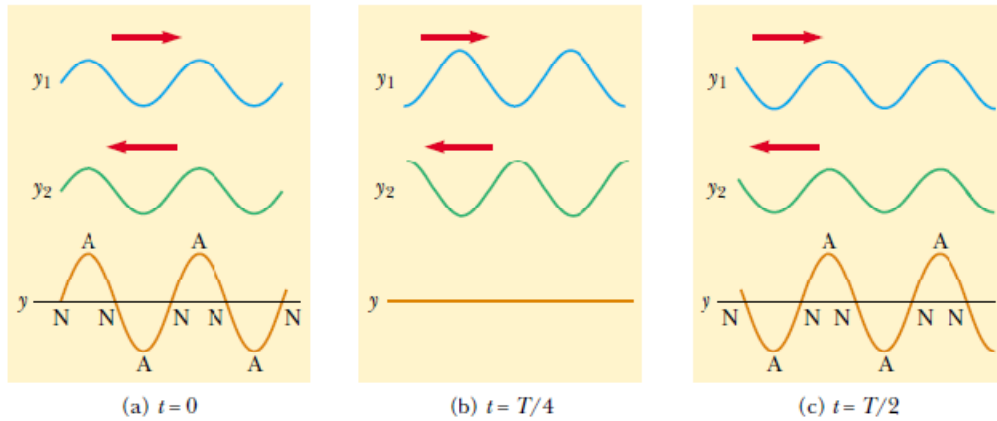 y1
y2
A A
y
N N N N N
A A
(a) t = 0
y1
y2
y
(b) t = T/4
y1
y2
A A
y
N N N N N
A A
(c) t = T/2